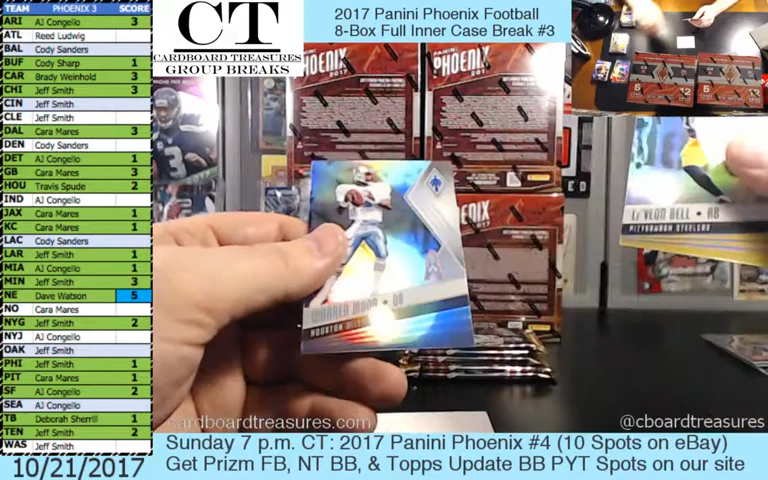 TEAM PHOENIX 3 SCORE
ARI AJ Congello 3
ATL Reed Ludwig
BAL Cody Sanders
BUF Cody Sharp 1
CAR Brady Weinhold 3
CHI Jeff Smith 3
CIN Jeff Smith
CLE Jeff Smith
DAL Cara Mares 3
DEN Cody Sanders
DET AJ Congello 1
GB Cara Mares 3
HOU Travis Spude 2
IND AJ Congello
JAX Cara Mares 1
KC Cara Mares 1
LAC Cody Sanders
LAR Jeff Smith 1
MIA AJ Congello 1
MIN Jeff Smith 3
NE Dave Watson 5
NO Cara Mares
NYG Jeff Smith 2
NYJ AJ Congello
OAK Jeff Smith
PHI Jeff Smith 1
PIT Cara Mares 1
SF AJ Congello 2
SEA AJ Congello
TB Deborah Sherrill 1
TEN Jeff Smith 2
WAS Jeff Smith
10/21/2017
CT
CARDBOARD TREASURES
GROUP BREAKS
2017 Panini Phoenix Football
8-Box Full Inner Case Break #3
PHOENIX
2017
PHOENIX
2017
ENIX
WARREN MOON • QB
HOUSTON
LE'VEON BELL • RB
PITTSBURGH STEELERS
cardboardtreasures.com
@cboardtreasures
Sunday 7 p.m. CT: 2017 Panini Phoenix #4 (10 Spots on eBay)
Get Prizm FB, NT BB, & Topps Update BB PYT Spots on our site